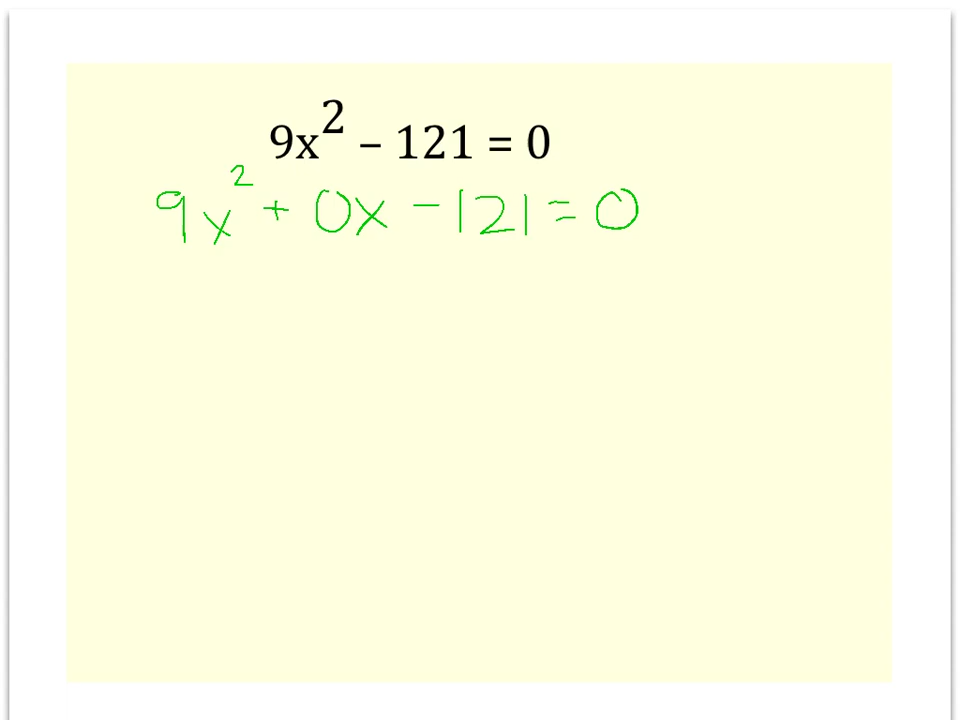 9x² – 121 = 0
9x² + 0x - 121 = 0